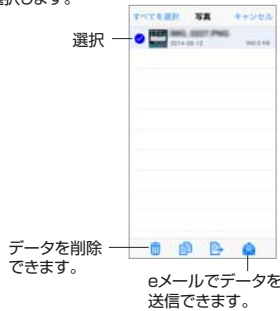 択します。
すべてを選択 写真 キャンセル
選択
IMG_0227.PNG
2014-08-12
データを削除
できます。
eメールでデータを
送信できます。